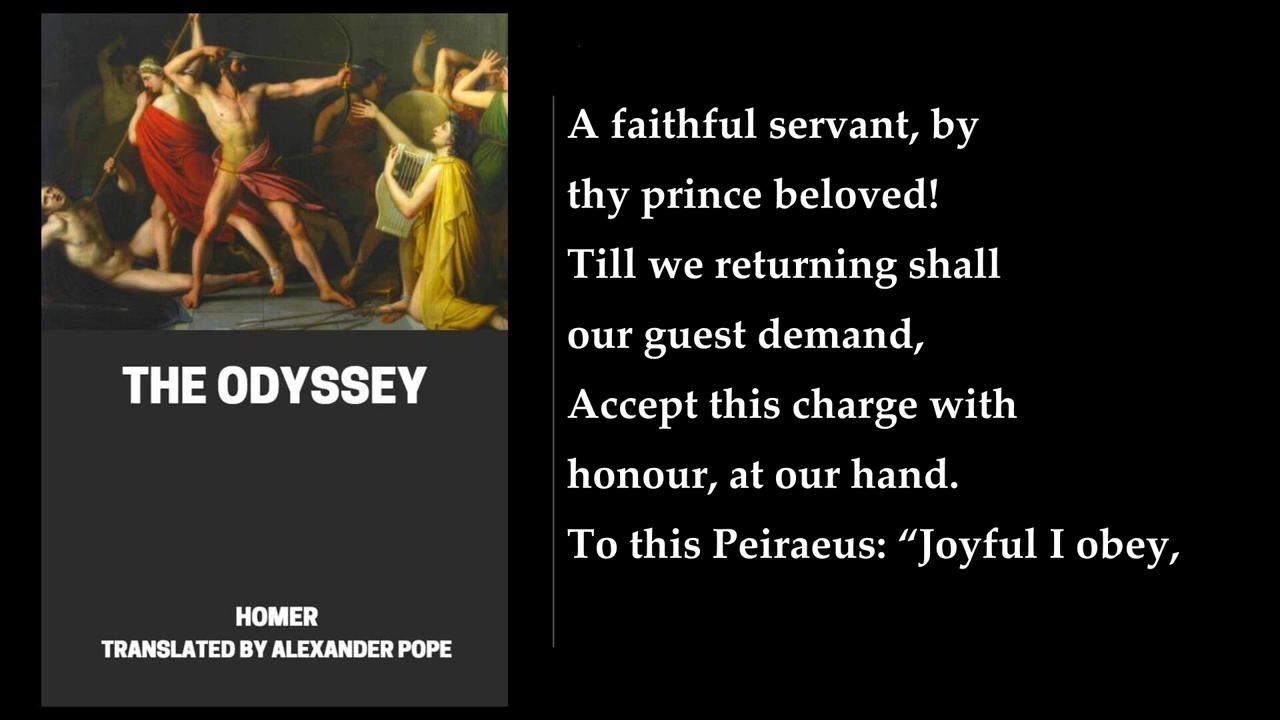 THE ODYSSEY
HOMER
TRANSLATED BY ALEXANDER POPE
A faithful servant, by
thy prince beloved!
Till we returning shall
our guest demand,
Accept this charge with
honour, at our hand.
To this Peiraeus: “Joyful I obey,